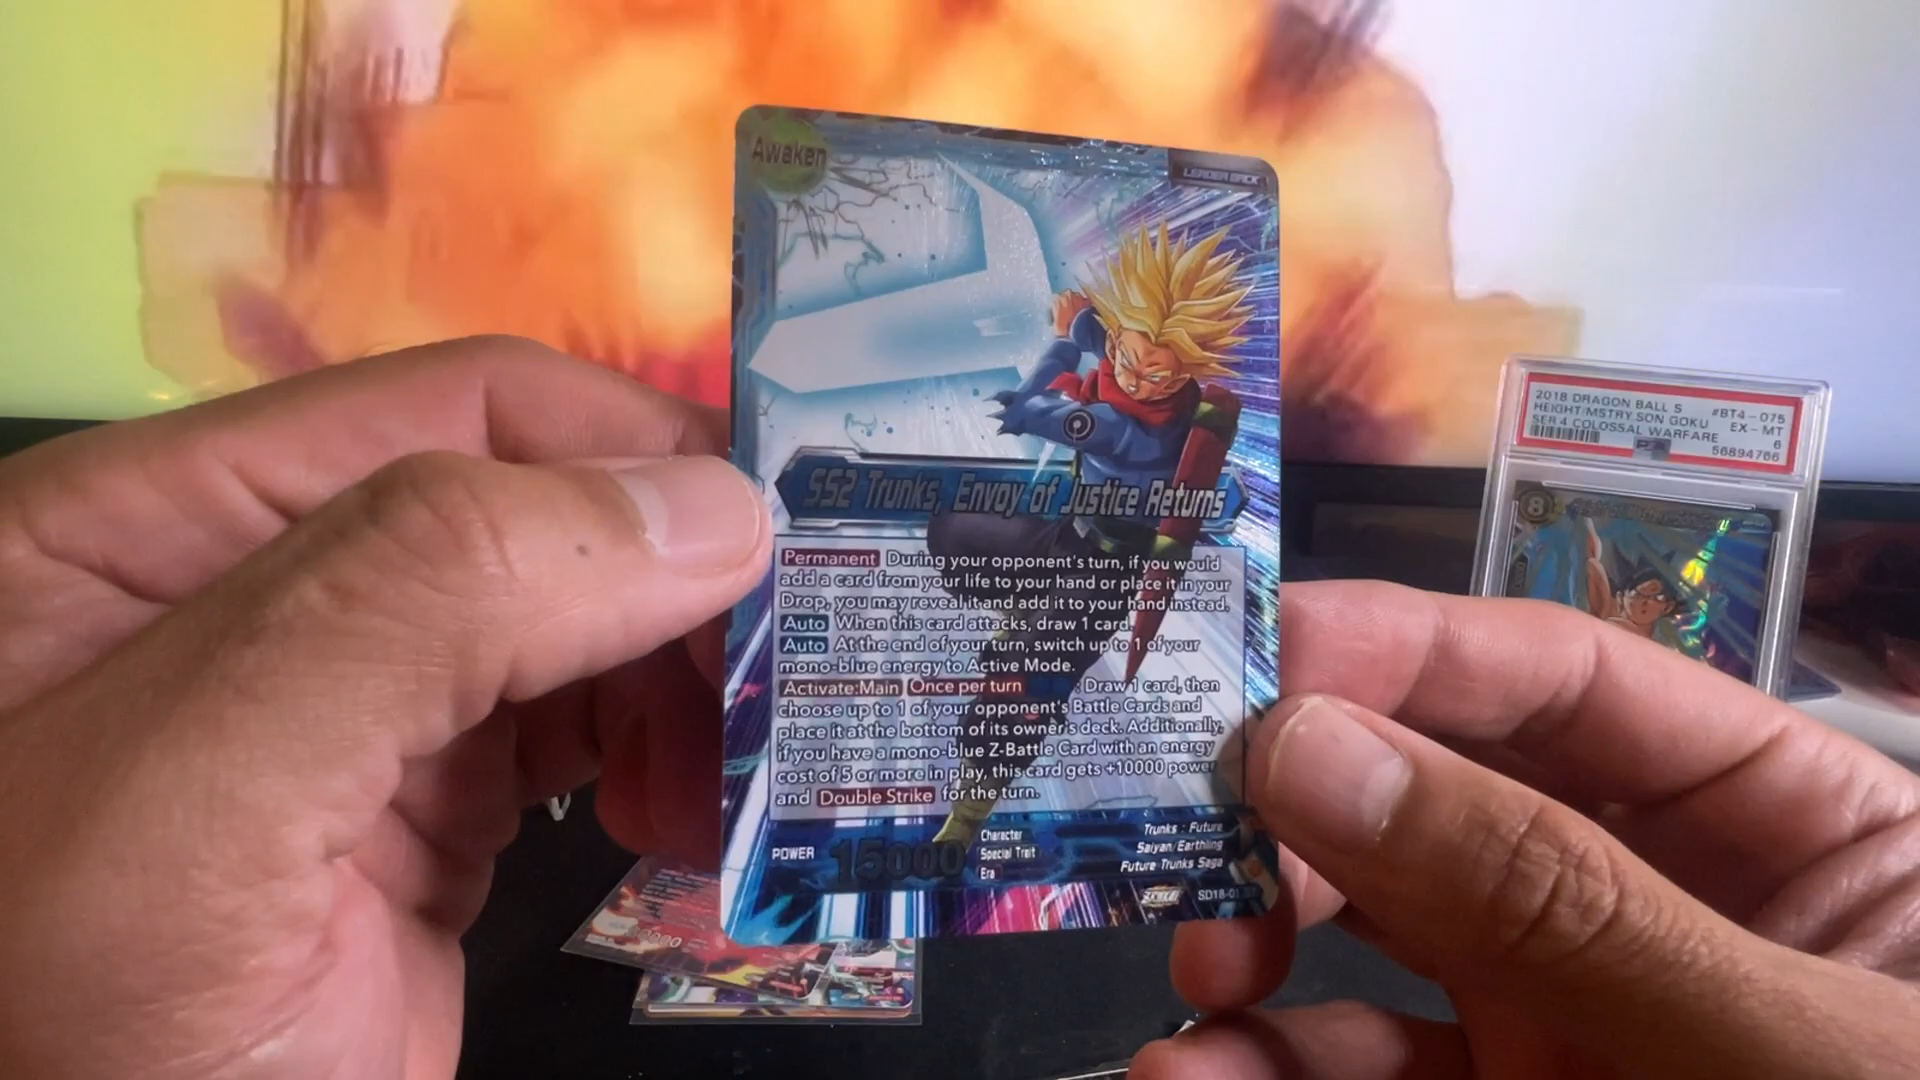 Awaken
LEADER BACK
SS2 Trunks, Envoy of Justice Returns
Permanent During your opponent's turn, if you would
add a card from your life to your hand or place it in your
Drop, you may reveal it and add it to your hand instead.
Auto When this card attacks, draw 1 card.
Auto At the end of your turn, switch up to 1 of your
mono-blue energy to Active Mode.
Activate:Main Once per turn : Draw 1 card, then
choose up to 1 of your opponent's Battle Cards and
place it at the bottom of its owner's deck. Additionally,
if you have a mono-blue Z-Battle Card with an energy
cost of 5 or more in play, this card gets +10000 power
and Double Strike for the turn.
POWER 15000
Character Trunks : Future
Special Trait Saiyan/Earthling
Era Future Trunks Saga
SD18-01
2018 DRAGON BALL S #BT4-075
HEIGHT/MSTRY.SON GOKU EX-MT
SER.4 COLOSSAL WARFARE 6
56894766
8